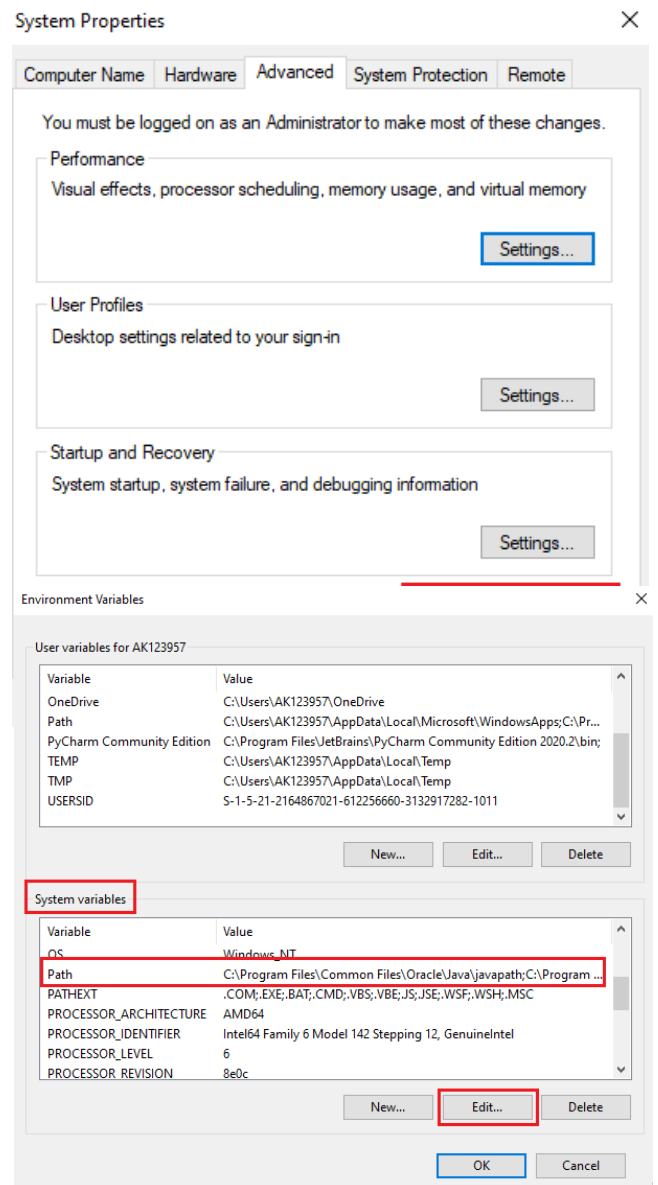 System Properties
Computer Name Hardware Advanced System Protection Remote
You must be logged on as an Administrator to make most of these changes.
Performance
Visual effects, processor scheduling, memory usage, and virtual memory
Settings...
User Profiles
Desktop settings related to your sign-in
Settings...
Startup and Recovery
System startup, system failure, and debugging information
Settings...
Environment Variables
User variables for AK123957
Variable Value
OneDrive C:\Users\AK123957\OneDrive
Path C:\Users\AK123957\AppData\Local\Microsoft\WindowsApps;C:\Pr...
PyCharm Community Edition C:\Program Files\JetBrains\PyCharm Community Edition 2020.2\bin;
TEMP C:\Users\AK123957\AppData\Local\Temp
TMP C:\Users\AK123957\AppData\Local\Temp
USERSID S-1-5-21-2164867021-612256660-3132917282-1011
New... Edit... Delete
System variables
Variable Value
OS Windows_NT
Path C:\Program Files\Common Files\Oracle\Java\javapath;C:\Program ...
PATHEXT .COM;.EXE;.BAT;.CMD;.VBS;.VBE;.JS;.JSE;.WSF;.WSH;.MSC
PROCESSOR_ARCHITECTURE AMD64
PROCESSOR_IDENTIFIER Intel64 Family 6 Model 142 Stepping 12, GenuineIntel
PROCESSOR_LEVEL 6
PROCESSOR REVISION 8e0c
New... Edit... Delete
OK Cancel